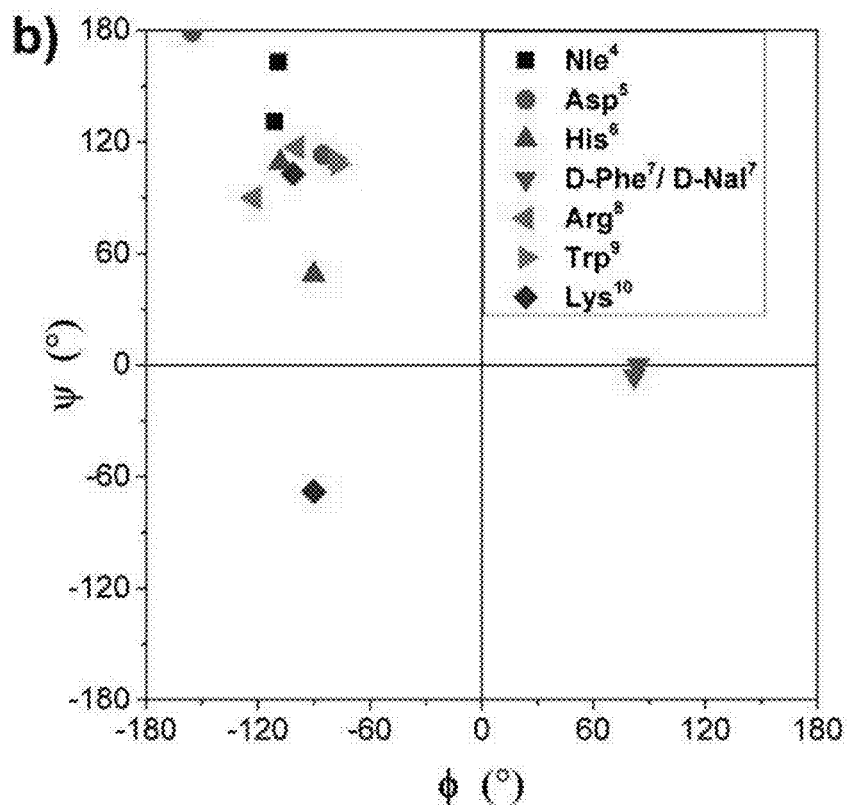 b)
180
120
60
0
-60
-120
-180
ψ (°)
Nle⁴
Asp⁵
His⁶
D-Phe⁷/ D-Nal⁷
Arg⁸
Trp⁹
Lys¹⁰
-180 -120 -60 0 60 120 180
ϕ (°)